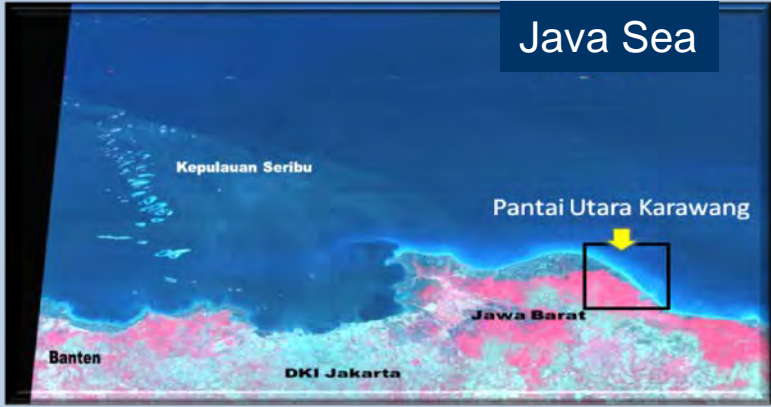 Java Sea
Kepulauan Seribu
Pantai Utara Karawang
Jawa Barat
Banten
DKI Jakarta